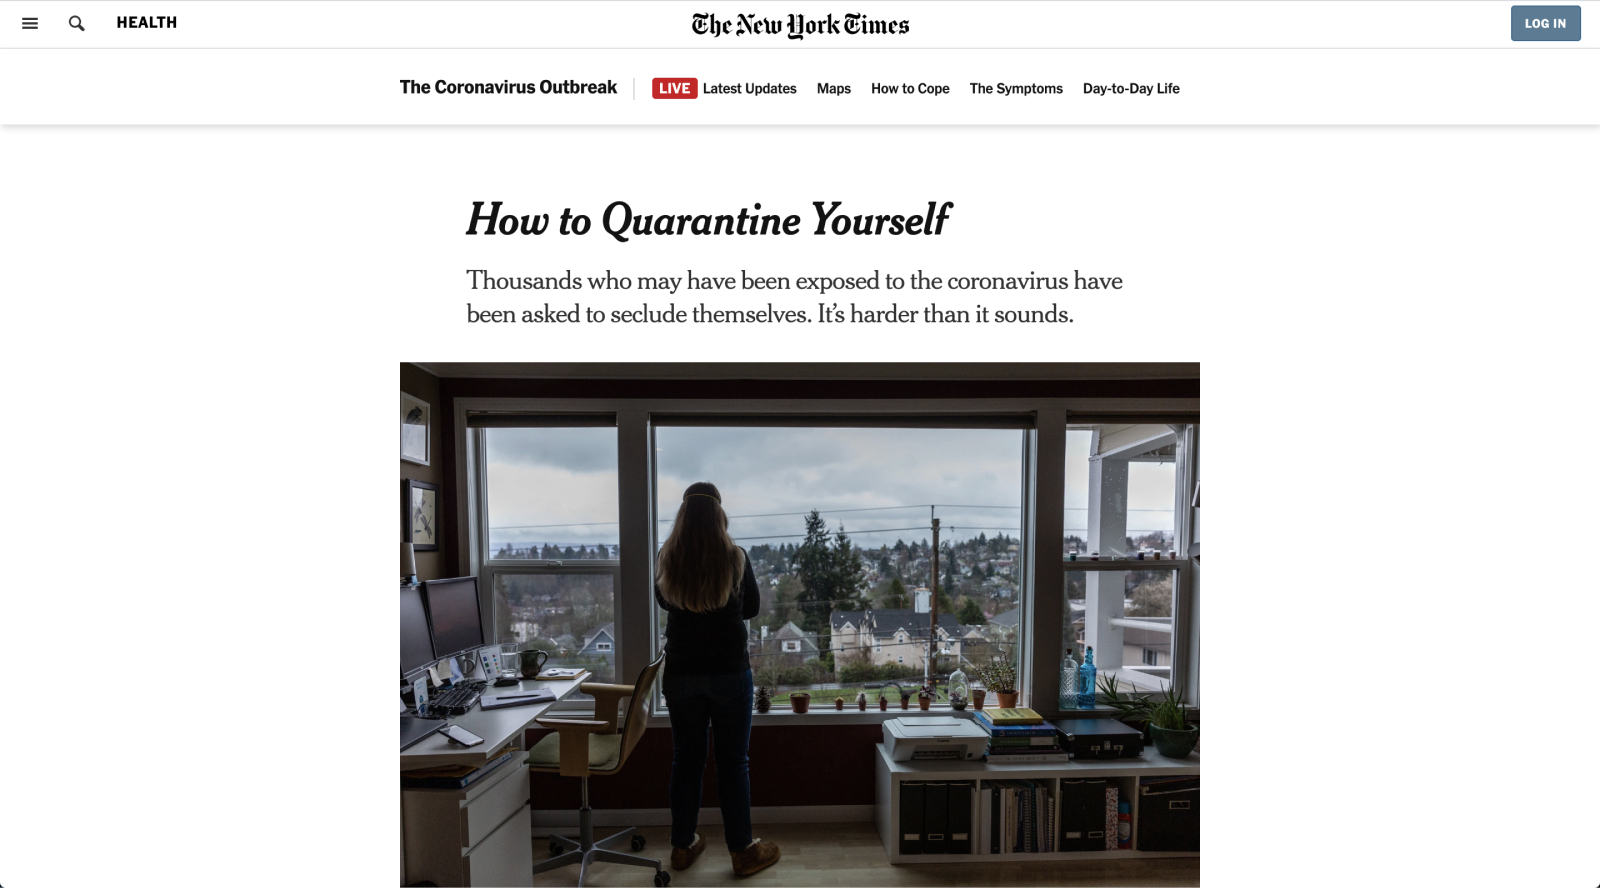 HEALTH
The New York Times
LOG IN
The Coronavirus Outbreak
LIVE Latest Updates
Maps
How to Cope
The Symptoms
Day-to-Day Life
How to Quarantine Yourself
Thousands who may have been exposed to the coronavirus have
been asked to seclude themselves. It’s harder than it sounds.